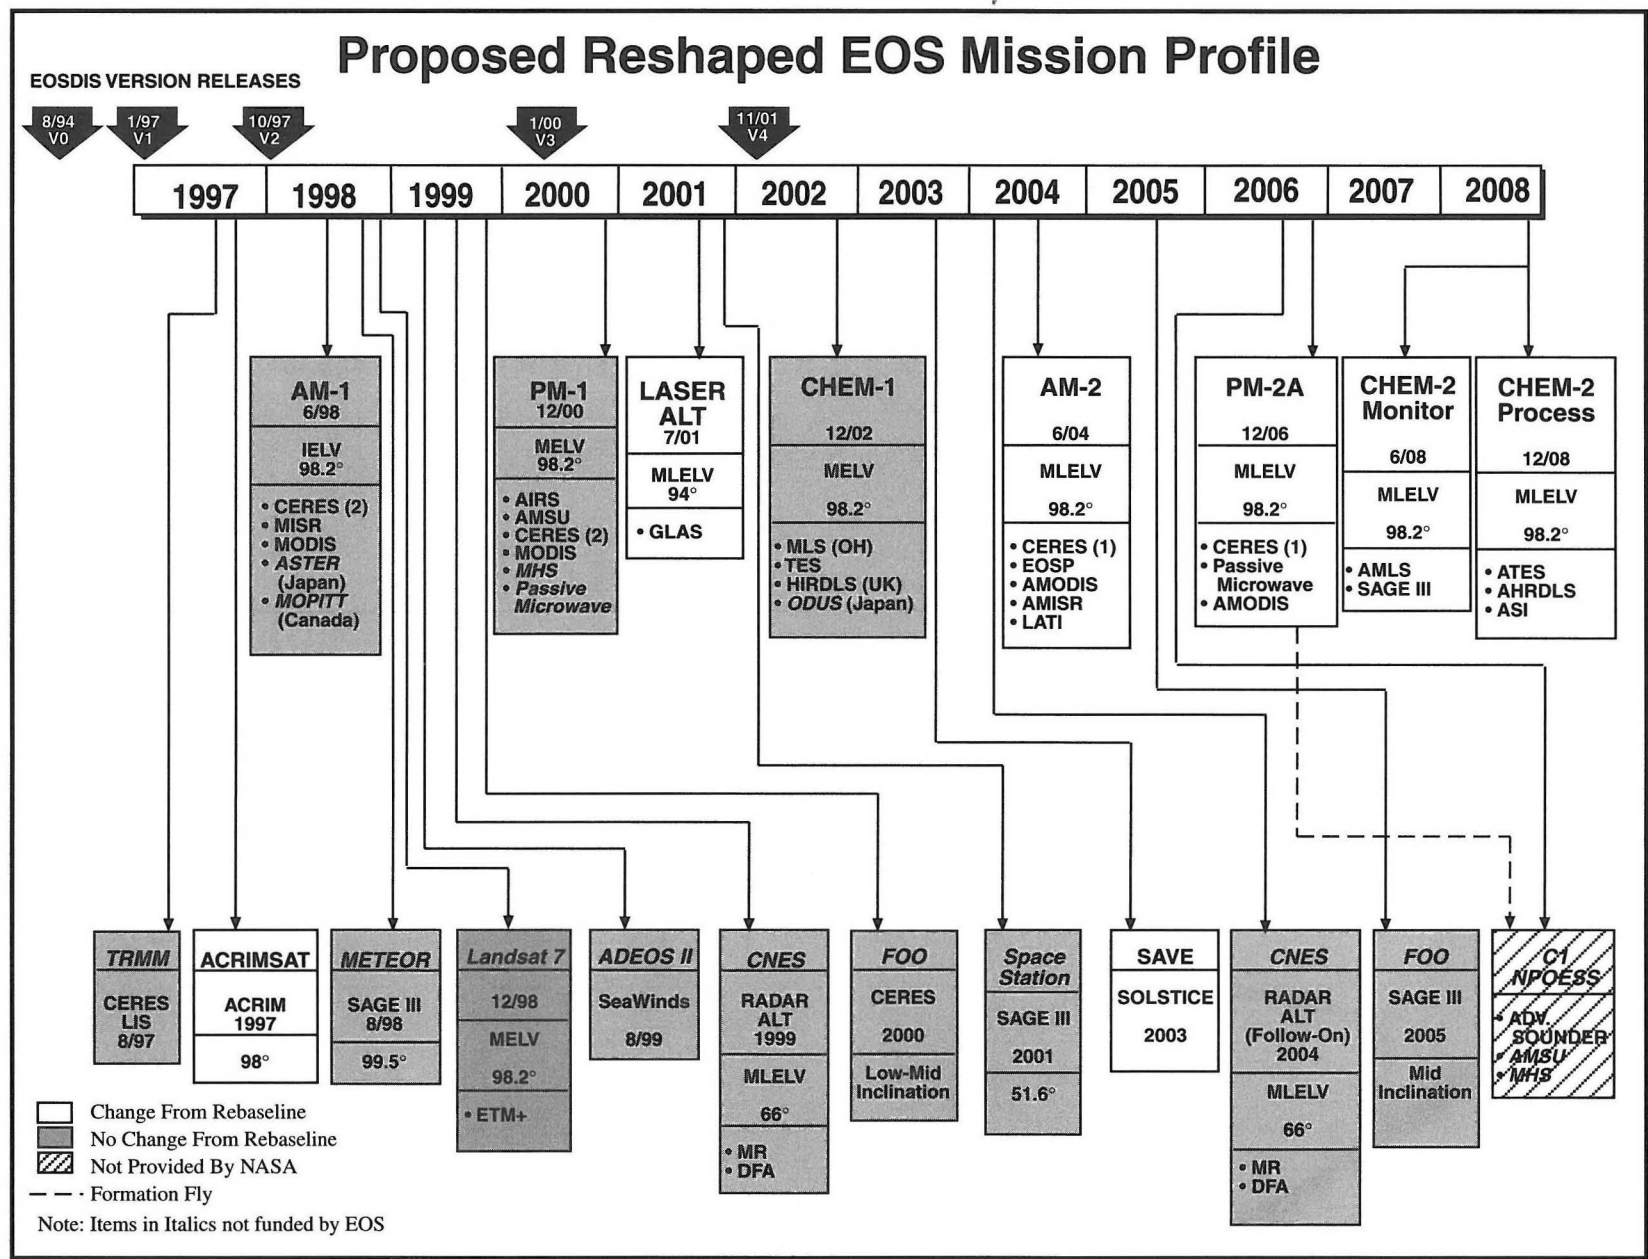 Proposed Reshaped EOS Mission Profile
EOSDIS VERSION RELEASES
8/94
V0
1/97
V1
10/97
V2
1/00
V3
11/01
V4
1997
1998
1999
2000
2001
2002
2003
2004
2005
2006
2007
2008
AM-1
6/98
IELV
98.2°
• CERES (2)
• MISR
• MODIS
• ASTER
(Japan)
• MOPITT
(Canada)
PM-1
12/00
MELV
98.2°
• AIRS
• AMSU
• CERES (2)
• MODIS
• MHS
• Passive
Microwave
LASER
ALT
7/01
MLELV
94°
• GLAS
CHEM-1
12/02
MELV
98.2°
• MLS (OH)
• TES
• HIRDLS (UK)
• ODUS (Japan)
AM-2
6/04
MLELV
98.2°
• CERES (1)
• EOSP
• AMODIS
• AMISR
• LATI
PM-2A
12/06
MLELV
98.2°
• CERES (1)
• Passive
Microwave
• AMODIS
CHEM-2
Monitor
6/08
MLELV
98.2°
• AMLS
• SAGE III
CHEM-2
Process
12/08
MLELV
98.2°
• ATES
• AHRDLS
• ASI
TRMM
CERES
LIS
8/97
ACRIMSAT
ACRIM
1997
98°
METEOR
SAGE III
8/98
99.5°
Landsat 7
12/98
MELV
98.2°
• ETM+
ADEOS II
SeaWinds
8/99
CNES
RADAR
ALT
1999
MLELV
66°
• MR
• DFA
FOO
CERES
2000
Low-Mid
Inclination
Space
Station
SAGE III
2001
51.6°
SAVE
SOLSTICE
2003
CNES
RADAR
ALT
(Follow-On)
2004
MLELV
66°
• MR
• DFA
FOO
SAGE III
2005
Mid
Inclination
C1
NPOESS
• ADV.
SOUNDER
• AMSU
• MHS
Change From Rebaseline
No Change From Rebaseline
Not Provided By NASA
Formation Fly
Note: Items in Italics not funded by EOS